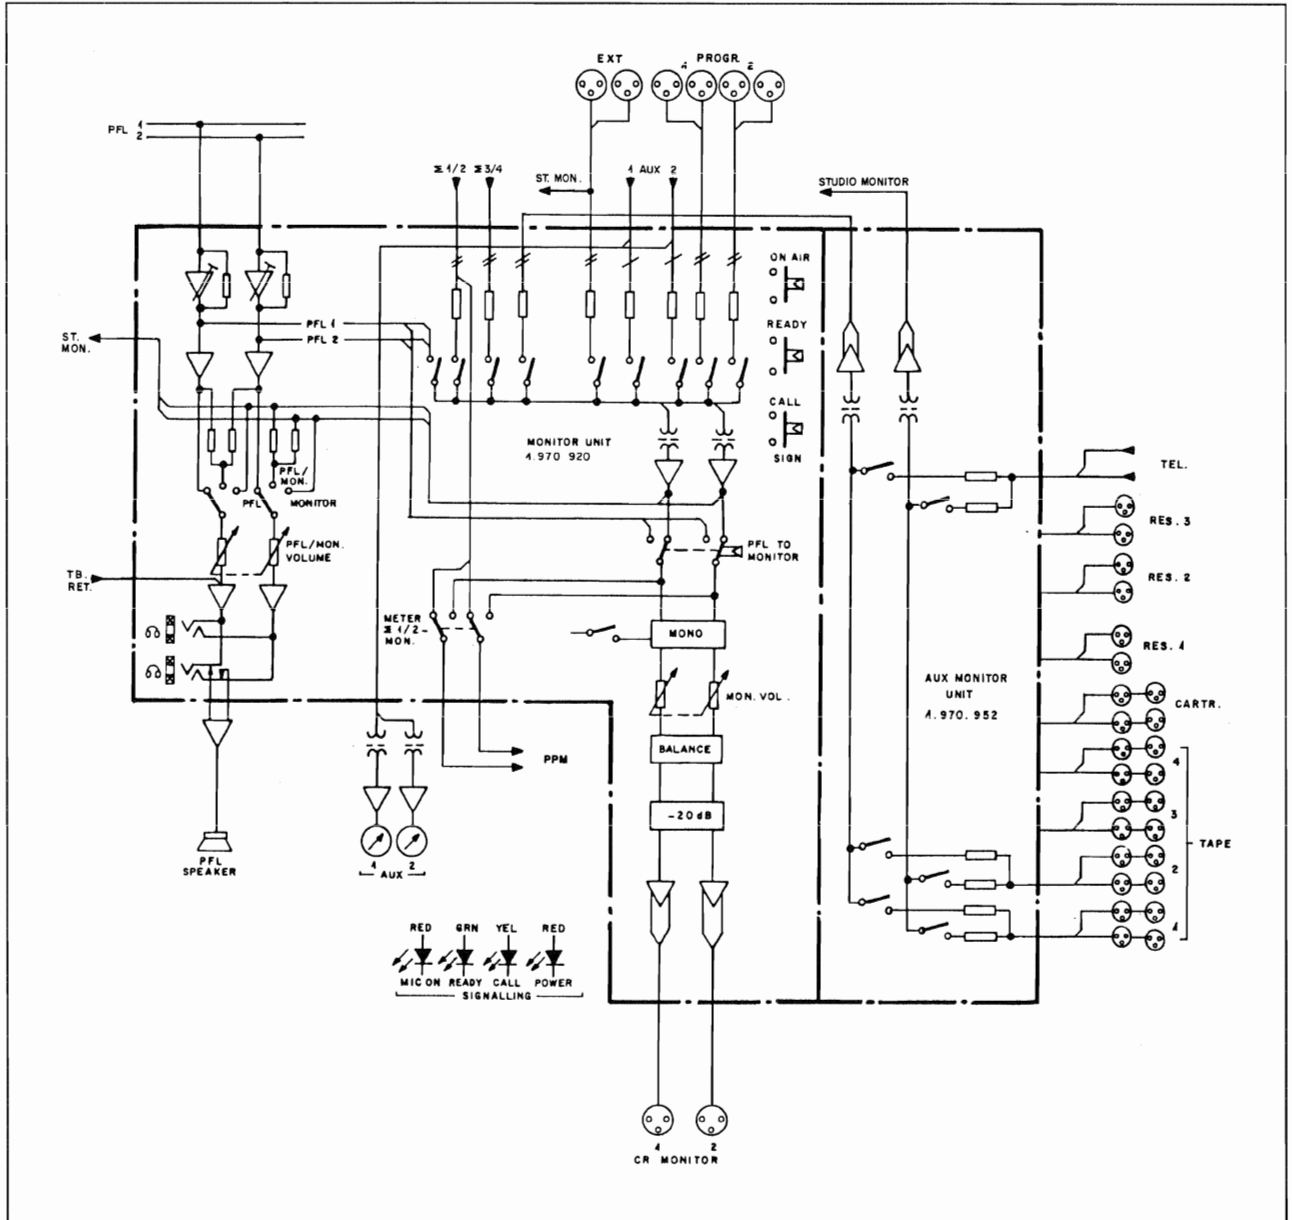 EXT
1 PROGR. 2
PFL 1
2
Σ 1/2 Σ 3/4
ST. MON.
1 AUX 2
STUDIO MONITOR
ON AIR
READY
CALL
SIGN
PFL 1
PFL 2
ST.
MON.
MONITOR UNIT
1.970 920
PFL/
MON.
PFL
MONITOR
PFL/MON.
VOLUME
PFL TO
MONITOR
TB.
RET.
METER
Σ 1/2-
MON.
MONO
MON. VOL.
BALANCE
-20 dB
PPM
PFL
SPEAKER
1 2
AUX
RED GRN YEL RED
MIC ON READY CALL POWER
SIGNALLING
1 2
CR MONITOR
AUX MONITOR
UNIT
1.970.952
TEL.
RES. 3
RES. 2
RES. 1
CARTR.
4
3
TAPE
2
1